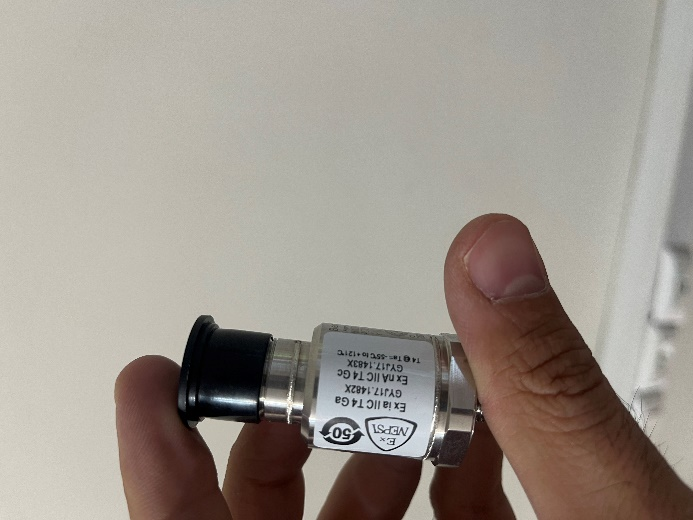 Ex
NEPSI
50
Ex ia IIC T4 Ga
GYJ17.1482X
Ex nA IIC T4 Gc
GYJ17.1483X
T4 @ Ta= -55°C to +121°C